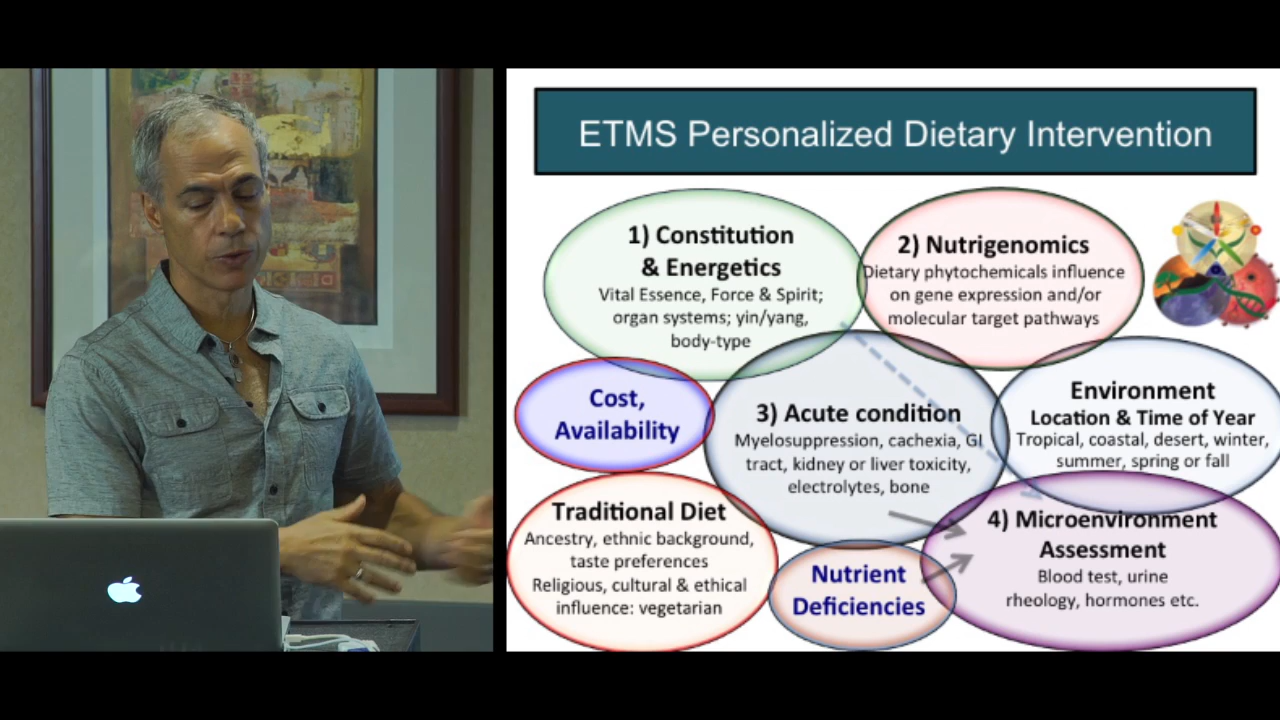 ETMS Personalized Dietary Intervention
1) Constitution
& Energetics
Vital Essence, Force & Spirit;
organ systems; yin/yang,
body-type
2) Nutrigenomics
Dietary phytochemicals influence
on gene expression and/or
molecular target pathways
Cost,
Availability
3) Acute condition
Myelosuppression, cachexia, GI
tract, kidney or liver toxicity,
electrolytes, bone
Environment
Location & Time of Year
Tropical, coastal, desert, winter,
summer, spring or fall
Traditional Diet
Ancestry, ethnic background,
taste preferences
Religious, cultural & ethical
influence: vegetarian
Nutrient
Deficiencies
4) Microenvironment
Assessment
Blood test, urine
rheology, hormones etc.